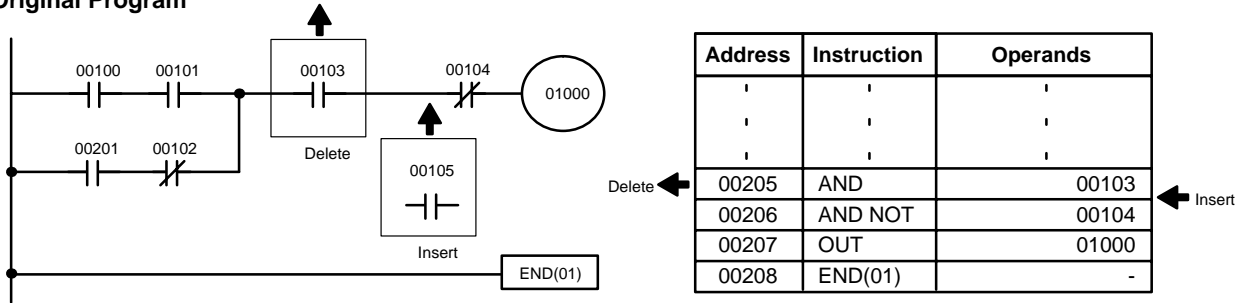 Original Program
00100 00101 00103 00104
01000
00201 00102
Delete
00105
Insert
END(01)
Address Instruction Operands
Delete 00205 AND 00103
Insert
00206 AND NOT 00104
00207 OUT 01000
00208 END(01) -